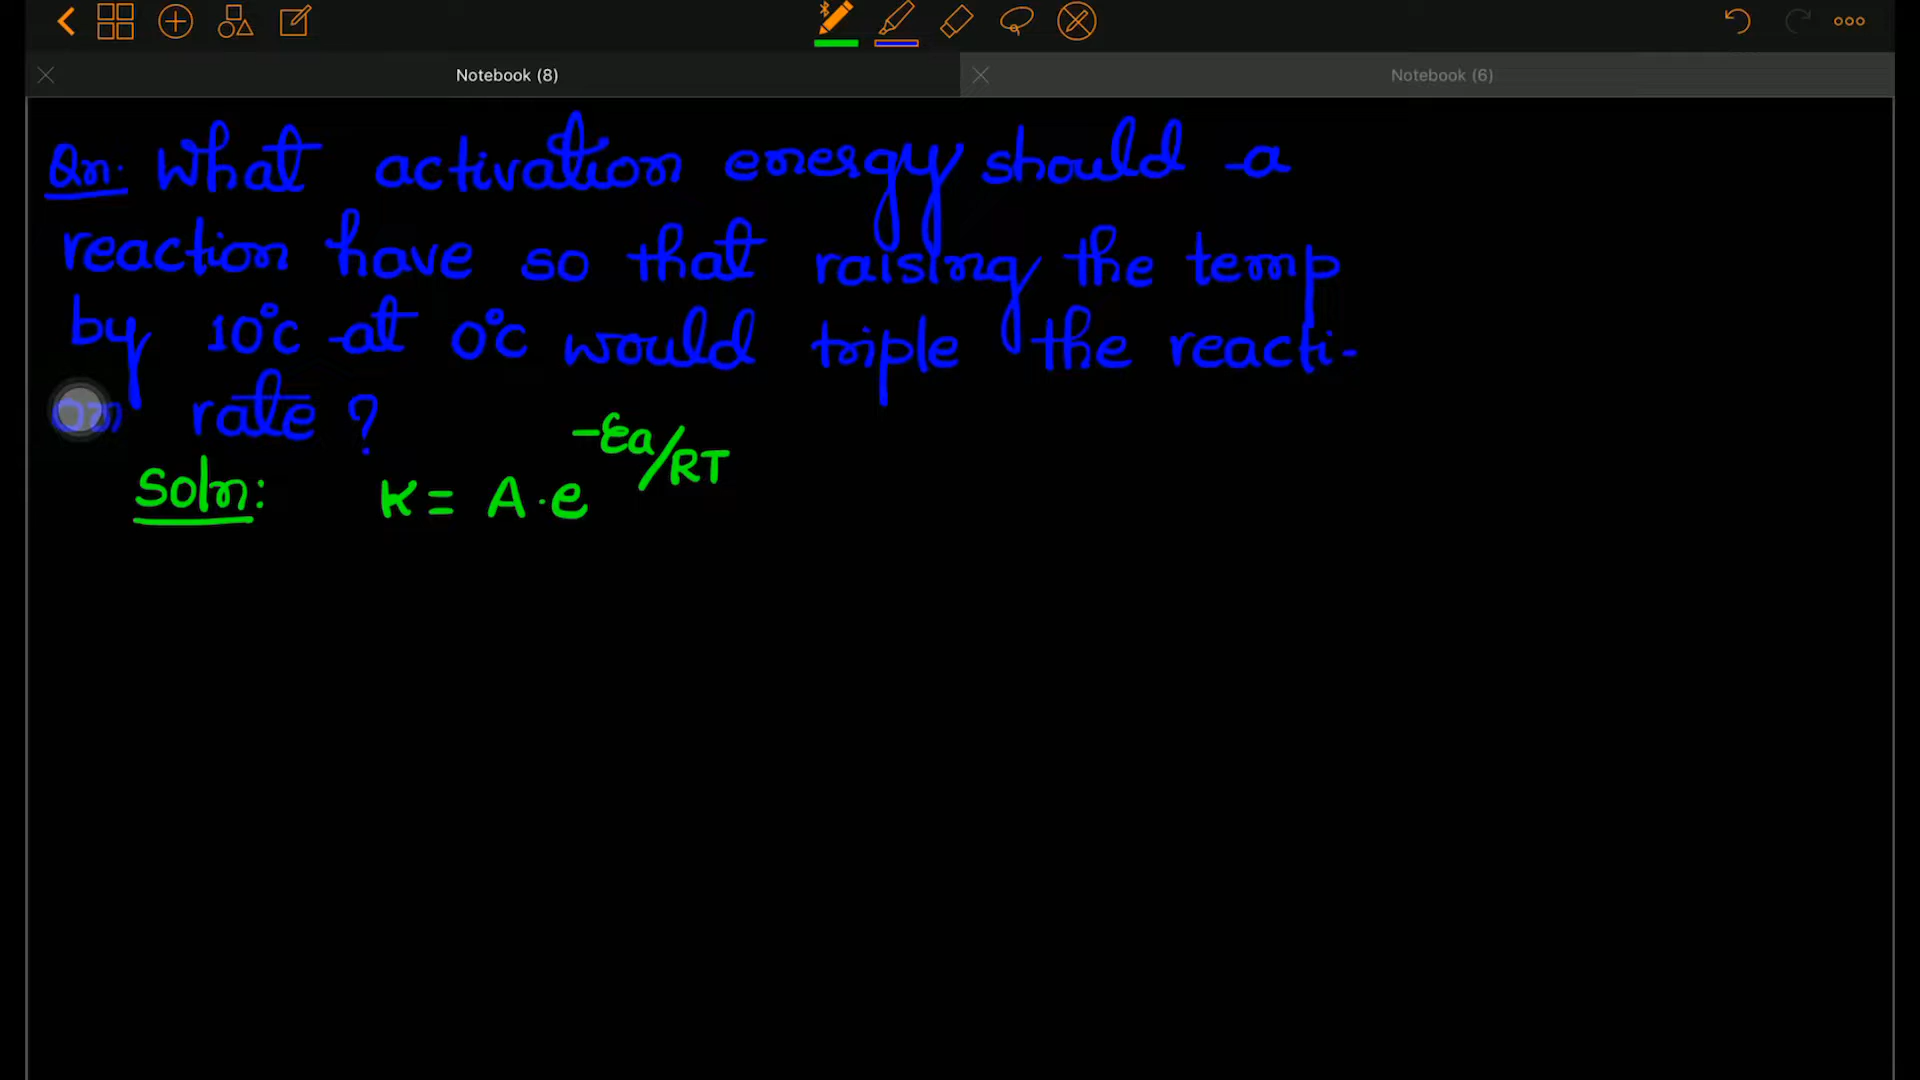 Notebook (8)
Notebook (6)
Qn. What activation energy should a
reaction have so that raising the temp
by 10°C at 0°C would triple the reacti-
on rate?
Soln: K = A·e^-Ea/RT